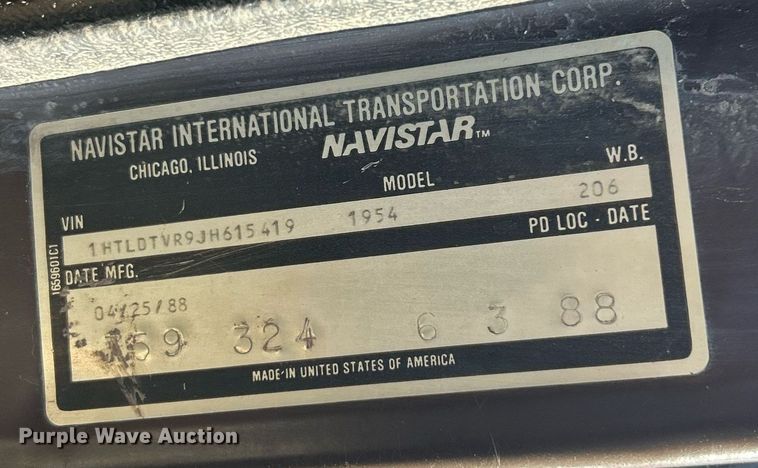 NAVISTAR INTERNATIONAL TRANSPORTATION CORP.
CHICAGO, ILLINOIS NAVISTAR™
VIN MODEL W.B.
1HTLDTVR9JH615419 1954 206
DATE MFG. PD LOC - DATE
04/25/88
324 6 3 88
MADE IN UNITED STATES OF AMERICA
1659601C1
Purple Wave Auction